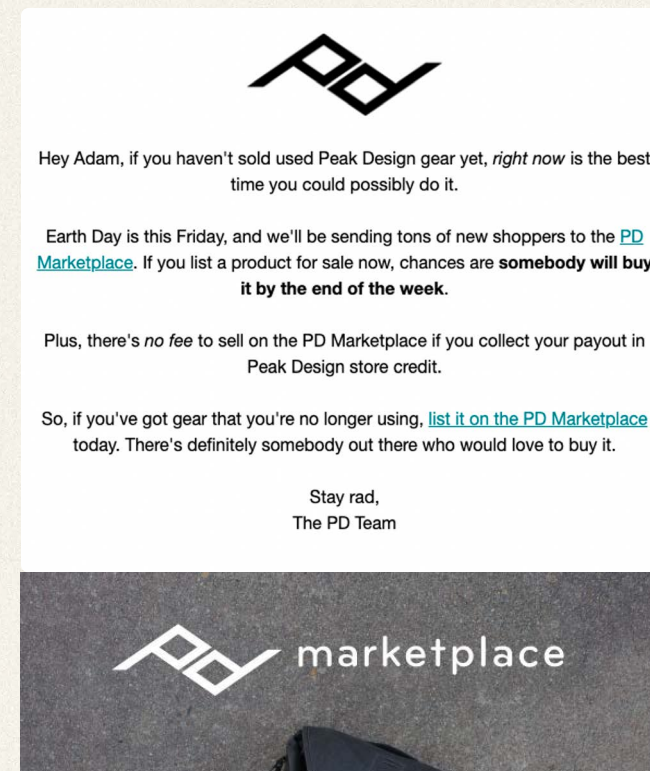 Pd
Hey Adam, if you haven't sold used Peak Design gear yet, right now is the best
time you could possibly do it.
Earth Day is this Friday, and we'll be sending tons of new shoppers to the PD
Marketplace. If you list a product for sale now, chances are somebody will buy
it by the end of the week.
Plus, there's no fee to sell on the PD Marketplace if you collect your payout in
Peak Design store credit.
So, if you've got gear that you're no longer using, list it on the PD Marketplace
today. There's definitely somebody out there who would love to buy it.
Stay rad,
The PD Team
Pd marketplace